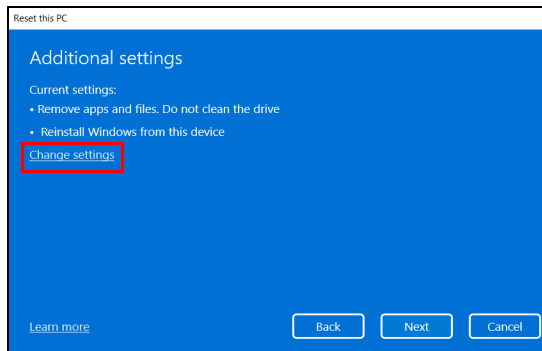 Reset this PC
Additional settings
Current settings:
• Remove apps and files. Do not clean the drive
• Reinstall Windows from this device
Change settings
Learn more
Back
Next
Cancel